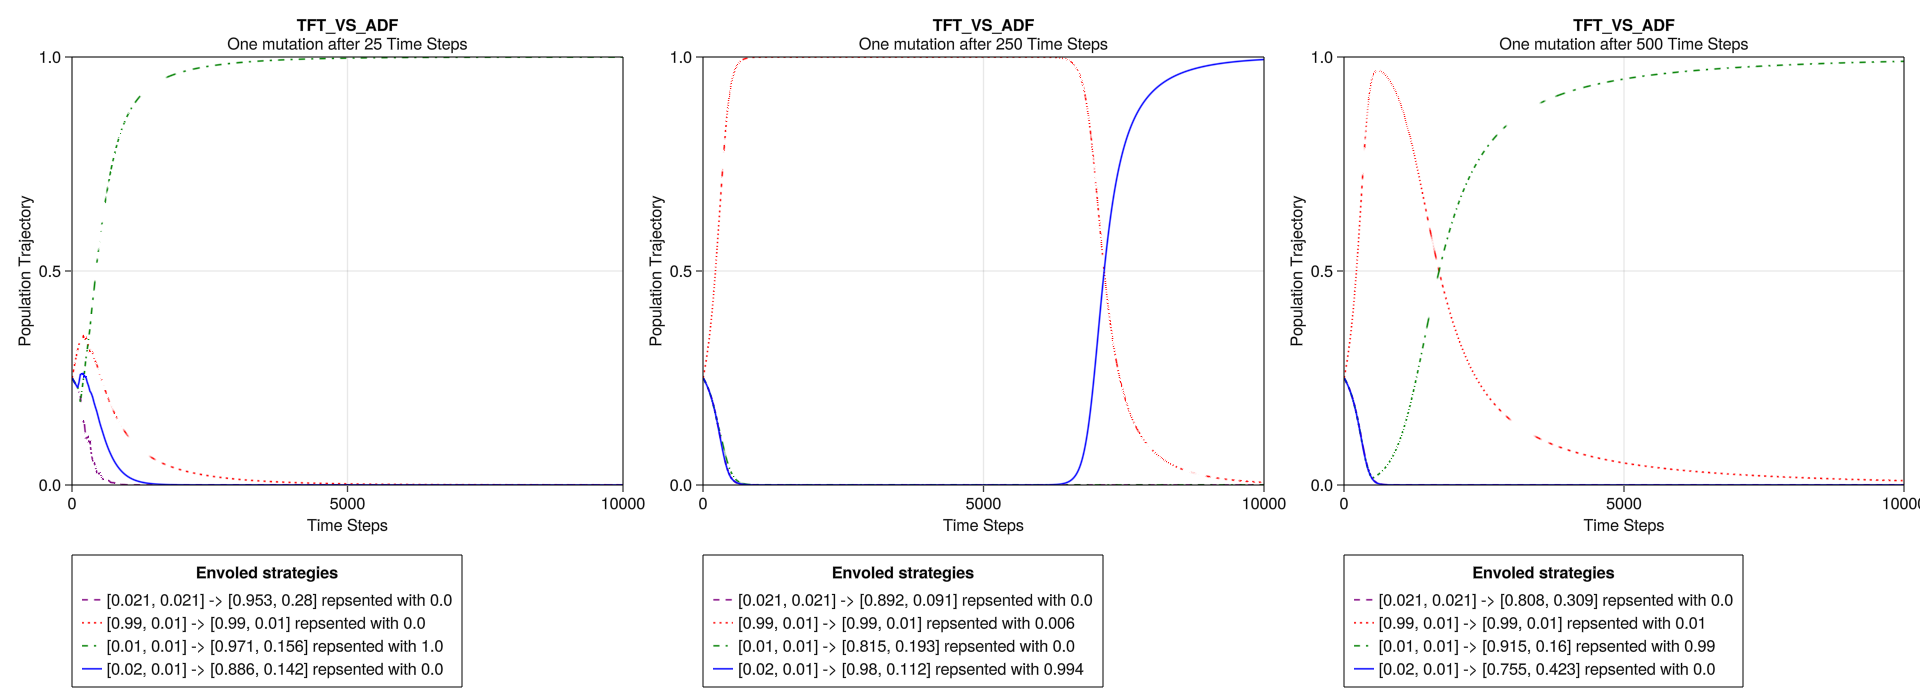 TFT_VS_ADF
One mutation after 25 Time Steps
1.0
0.5
0.0
Population Trajectory
0
5000
10000
Time Steps
Envoled strategies
[0.021, 0.021] -> [0.953, 0.28] repsented with 0.0
[0.99, 0.01] -> [0.99, 0.01] repsented with 0.0
[0.01, 0.01] -> [0.971, 0.156] repsented with 1.0
[0.02, 0.01] -> [0.886, 0.142] repsented with 0.0
TFT_VS_ADF
One mutation after 250 Time Steps
1.0
0.5
0.0
Population Trajectory
0
5000
10000
Time Steps
Envoled strategies
[0.021, 0.021] -> [0.892, 0.091] repsented with 0.0
[0.99, 0.01] -> [0.99, 0.01] repsented with 0.006
[0.01, 0.01] -> [0.815, 0.193] repsented with 0.0
[0.02, 0.01] -> [0.98, 0.112] repsented with 0.994
TFT_VS_ADF
One mutation after 500 Time Steps
1.0
0.5
0.0
Population Trajectory
0
5000
10000
Time Steps
Envoled strategies
[0.021, 0.021] -> [0.808, 0.309] repsented with 0.0
[0.99, 0.01] -> [0.99, 0.01] repsented with 0.01
[0.01, 0.01] -> [0.915, 0.16] repsented with 0.99
[0.02, 0.01] -> [0.755, 0.423] repsented with 0.0